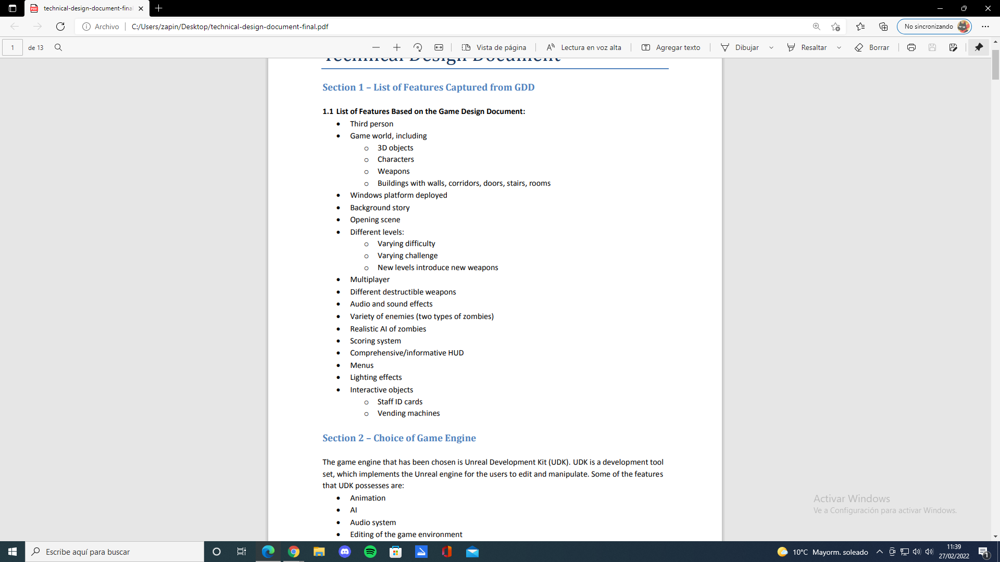 technical-design-document-final
Archivo
C:/Users/zapin/Desktop/technical-design-document-final.pdf
No sincronizando
1
de 13
Vista de página
Lectura en voz alta
Agregar texto
Dibujar
Resaltar
Borrar
Technical Design Document
Section 1 – List of Features Captured from GDD
1.1 List of Features Based on the Game Design Document:
• Third person
• Game world, including
o 3D objects
o Characters
o Weapons
o Buildings with walls, corridors, doors, stairs, rooms
• Windows platform deployed
• Background story
• Opening scene
• Different levels:
o Varying difficulty
o Varying challenge
o New levels introduce new weapons
• Multiplayer
• Different destructible weapons
• Audio and sound effects
• Variety of enemies (two types of zombies)
• Realistic AI of zombies
• Scoring system
• Comprehensive/informative HUD
• Menus
• Lighting effects
• Interactive objects
o Staff ID cards
o Vending machines
Section 2 – Choice of Game Engine
The game engine that has been chosen is Unreal Development Kit (UDK). UDK is a development tool
set, which implements the Unreal engine for the users to edit and manipulate. Some of the features
that UDK possesses are:
• Animation
• AI
• Audio system
• Editing of the game environment
Activar Windows
Ve a Configuración para activar Windows.
Escribe aquí para buscar
10°C Mayorm. soleado
11:39
27/02/2022
1